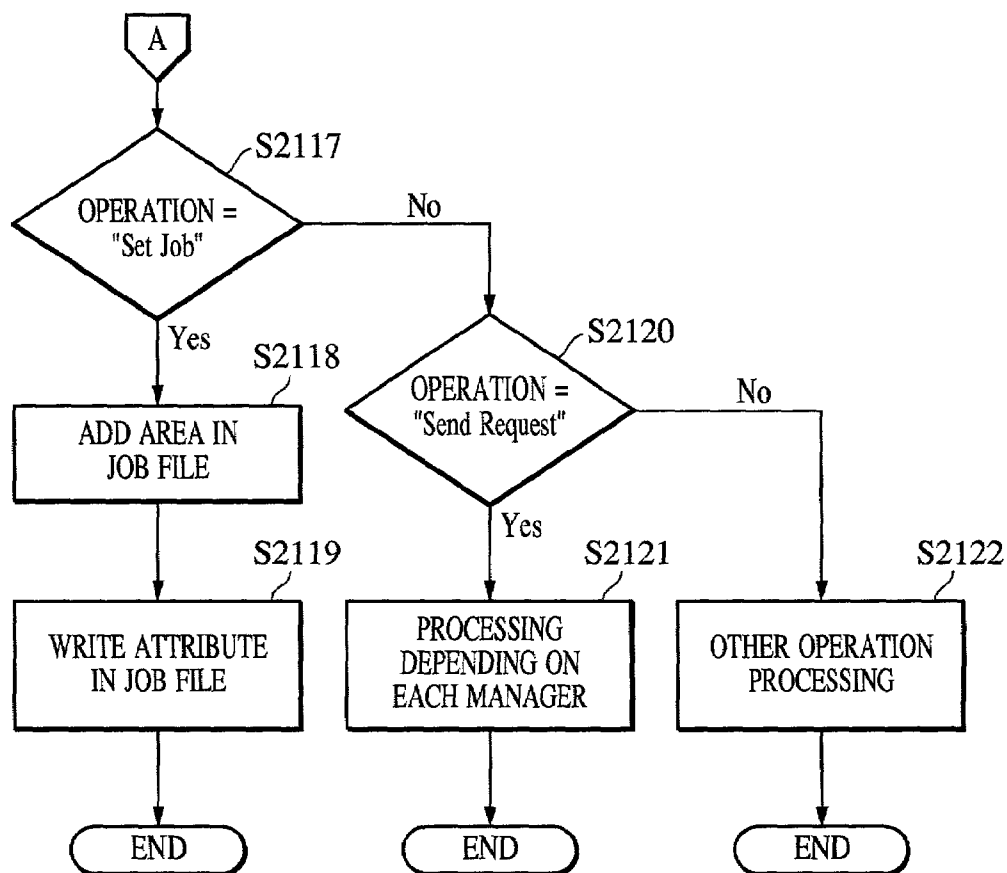 A
S2117
OPERATION =
"Set Job"
No
Yes
S2118
ADD AREA IN
JOB FILE
S2119
WRITE ATTRIBUTE
IN JOB FILE
END
S2120
OPERATION =
"Send Request"
No
Yes
S2121
PROCESSING
DEPENDING ON
EACH MANAGER
END
S2122
OTHER OPERATION
PROCESSING
END